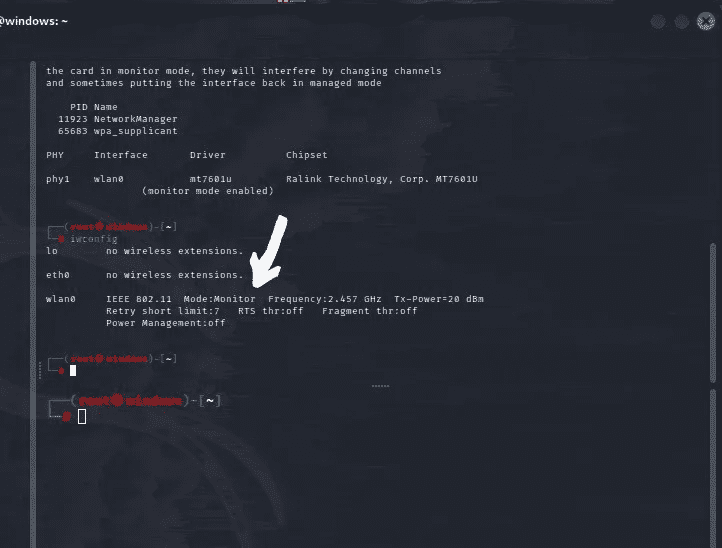 @windows: ~
the card in monitor mode, they will interfere by changing channels
and sometimes putting the interface back in managed mode
PID Name
11923 NetworkManager
65683 wpa_supplicant
PHY Interface Driver Chipset
phy1 wlan0 mt7601u Ralink Technology, Corp. MT7601U
(monitor mode enabled)
┌──(root㉿windows)-[~]
└─# iwconfig
lo no wireless extensions.
eth0 no wireless extensions.
wlan0 IEEE 802.11 Mode:Monitor Frequency:2.457 GHz Tx-Power=20 dBm
Retry short limit:7 RTS thr:off Fragment thr:off
Power Management:off
┌──(root㉿windows)-[~]
└─#
┌──(root㉿windows)-[~]
└─#